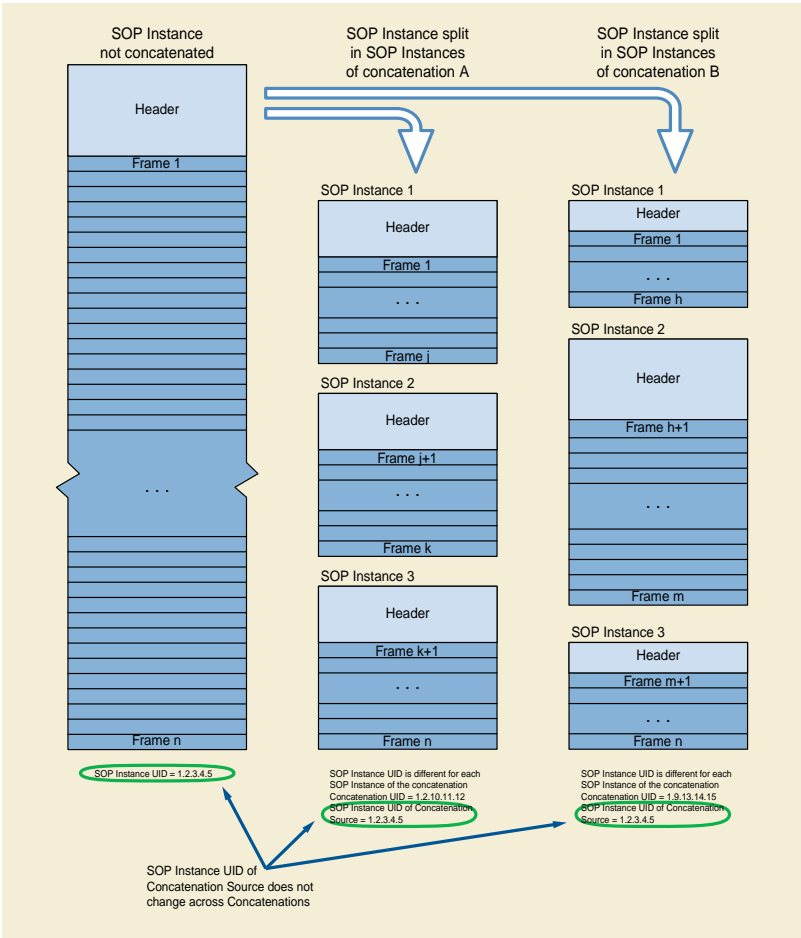 SOP Instance
not concatenated
Header
Frame 1
. . .
Frame n
SOP Instance UID = 1.2.3.4.5
SOP Instance split
in SOP Instances
of concatenation A
SOP Instance 1
Header
Frame 1
. . .
Frame j
SOP Instance 2
Header
Frame j+1
. . .
Frame k
SOP Instance 3
Header
Frame k+1
. . .
Frame n
SOP Instance UID is different for each
SOP Instance of the concatenation
Concatenation UID = 1.2.10.11.12
SOP Instance UID of Concatenation
Source = 1.2.3.4.5
SOP Instance split
in SOP Instances
of concatenation B
SOP Instance 1
Header
Frame 1
. . .
Frame h
SOP Instance 2
Header
Frame h+1
. . .
Frame m
SOP Instance 3
Header
Frame m+1
. . .
Frame n
SOP Instance UID is different for each
SOP Instance of the concatenation
Concatenation UID = 1.9.13.14.15
SOP Instance UID of Concatenation
Source = 1.2.3.4.5
SOP Instance UID of
Concatenation Source does not
change across Concatenations